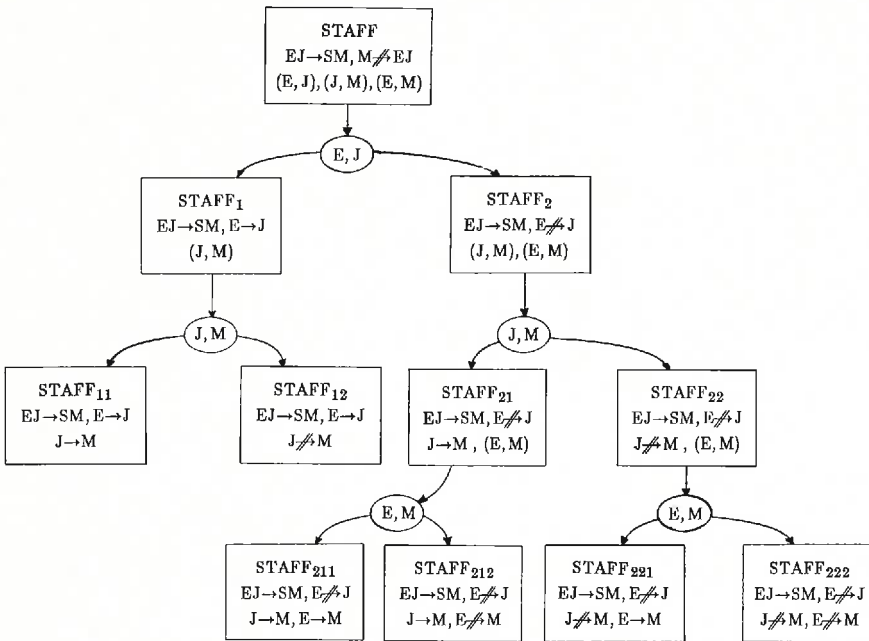 STAFF
EJ→SM, M-//→EJ
(E, J), (J, M), (E, M)
E, J
STAFF₁
EJ→SM, E→J
(J, M)
STAFF₂
EJ→SM, E-//→J
(J, M), (E, M)
J, M
J, M
STAFF₁₁
EJ→SM, E→J
J→M
STAFF₁₂
EJ→SM, E→J
J-//→M
STAFF₂₁
EJ→SM, E-//→J
J→M , (E, M)
STAFF₂₂
EJ→SM, E-//→J
J-//→M , (E, M)
E, M
E, M
STAFF₂₁₁
EJ→SM, E-//→J
J→M, E→M
STAFF₂₁₂
EJ→SM, E-//→J
J→M, E-//→M
STAFF₂₂₁
EJ→SM, E-//→J
J-//→M, E→M
STAFF₂₂₂
EJ→SM, E-//→J
J-//→M, E-//→M